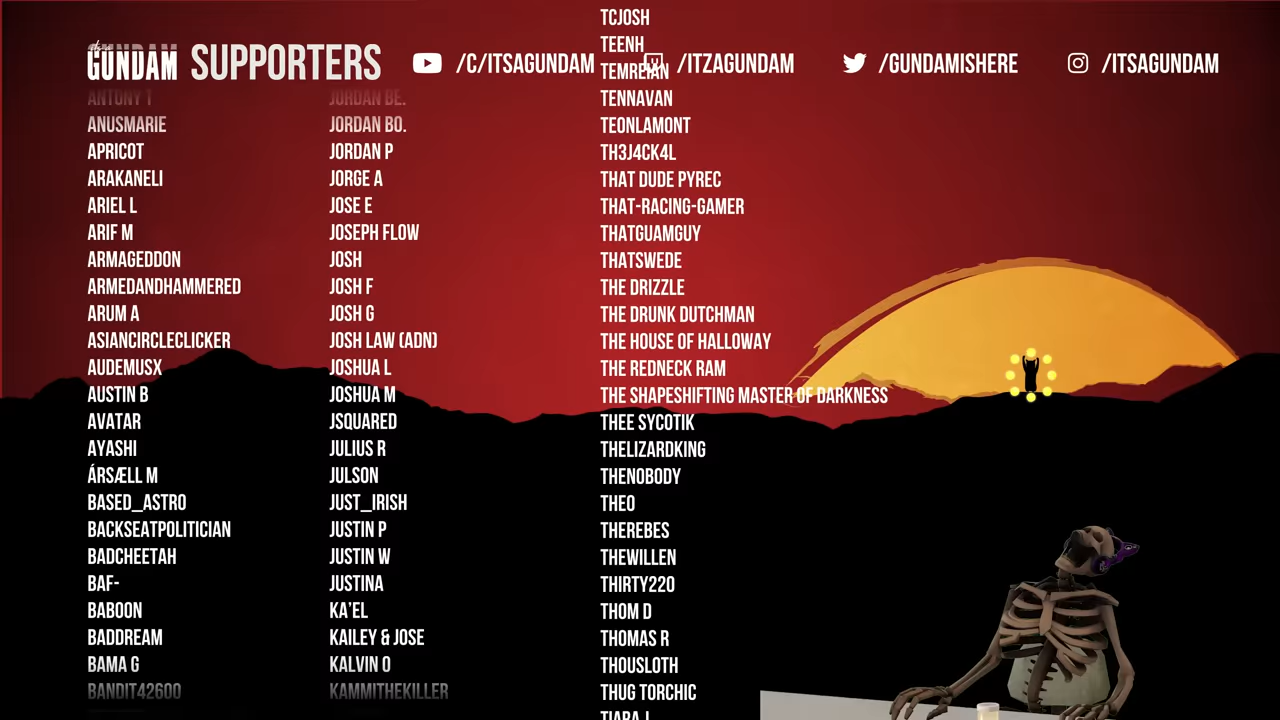 the GUNDAM SUPPORTERS
/C/ITSAGUNDAM
/ITZAGUNDAM
/GUNDAMISHERE
/ITSAGUNDAM
ANTONY T
ANUSMARIE
APRICOT
ARAKANELI
ARIEL L
ARIF M
ARMAGEDDON
ARMEDANDHAMMERED
ARUM A
ASIANCIRCLECLICKER
AUDEMUSX
AUSTIN B
AVATAR
AYASHI
ÁRSÆLL M
BASED_ASTRO
BACKSEATPOLITICIAN
BADCHEETAH
BAF-
BABOON
BADDREAM
BAMA G
BANDIT42600
JORDAN BE.
JORDAN BO.
JORDAN P
JORGE A
JOSE E
JOSEPH FLOW
JOSH
JOSH F
JOSH G
JOSH LAW (ADN)
JOSHUA L
JOSHUA M
JSQUARED
JULIUS R
JULSON
JUST_IRISH
JUSTIN P
JUSTIN W
JUSTINA
KA'EL
KAILEY & JOSE
KALVIN O
KAMMITHEKILLER
TCJOSH
TEENH
TEMREIAN
TENNAVAN
TEONLAMONT
TH3J4CK4L
THAT DUDE PYREC
THAT-RACING-GAMER
THATGUAMGUY
THATSWEDE
THE DRIZZLE
THE DRUNK DUTCHMAN
THE HOUSE OF HALLOWAY
THE REDNECK RAM
THE SHAPESHIFTING MASTER OF DARKNESS
THEE SYCOTIK
THELIZARDKING
THENOBODY
THEO
THEREBES
THEWILLEN
THIRTY220
THOM D
THOMAS R
THOUSLOTH
THUG TORCHIC